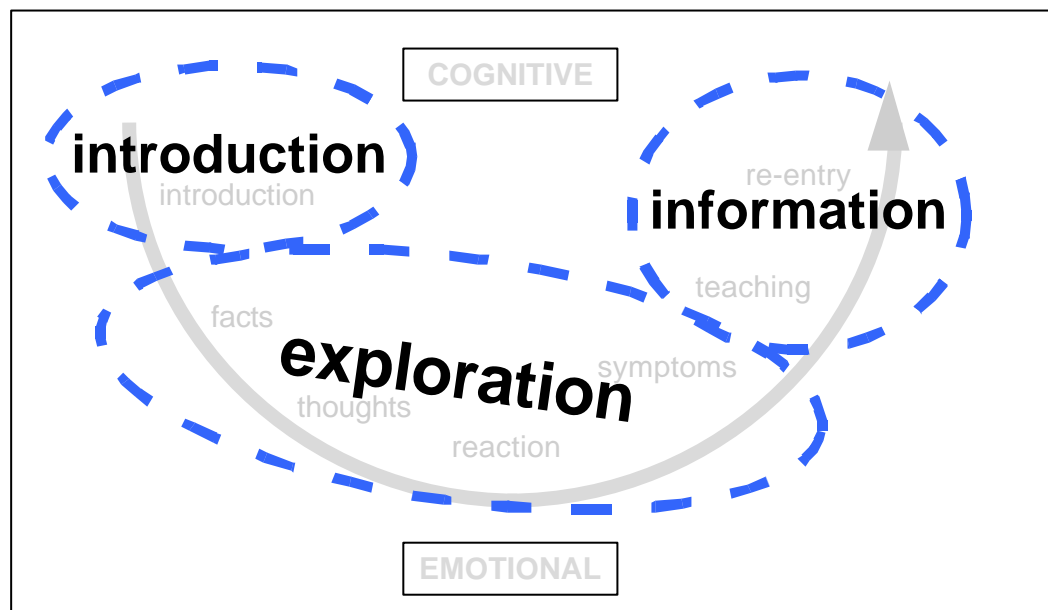 COGNITIVE
introduction
introduction
re-entry
information
teaching
facts
exploration
symptoms
thoughts
reaction
EMOTIONAL